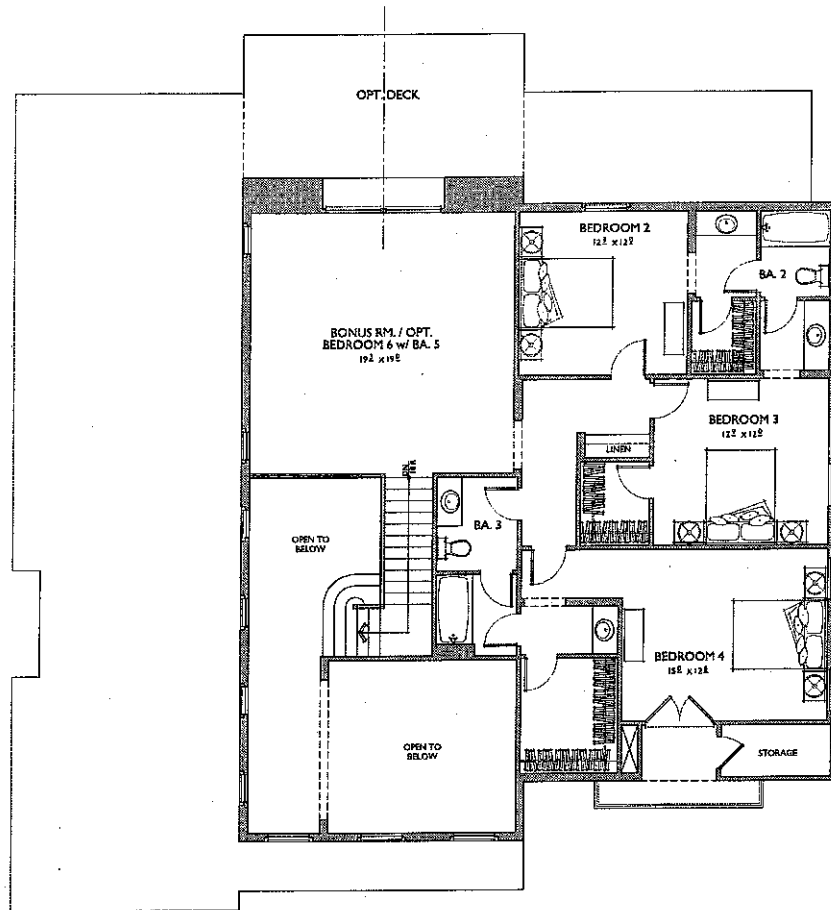 OPT. DECK
BEDROOM 2
BA. 2
BONUS RM. / OPT.
BEDROOM 6 w/ BA. 5
BEDROOM 3
LINEN
DN
BA. 3
OPEN TO
BELOW
BEDROOM 4
OPEN TO
BELOW
STORAGE